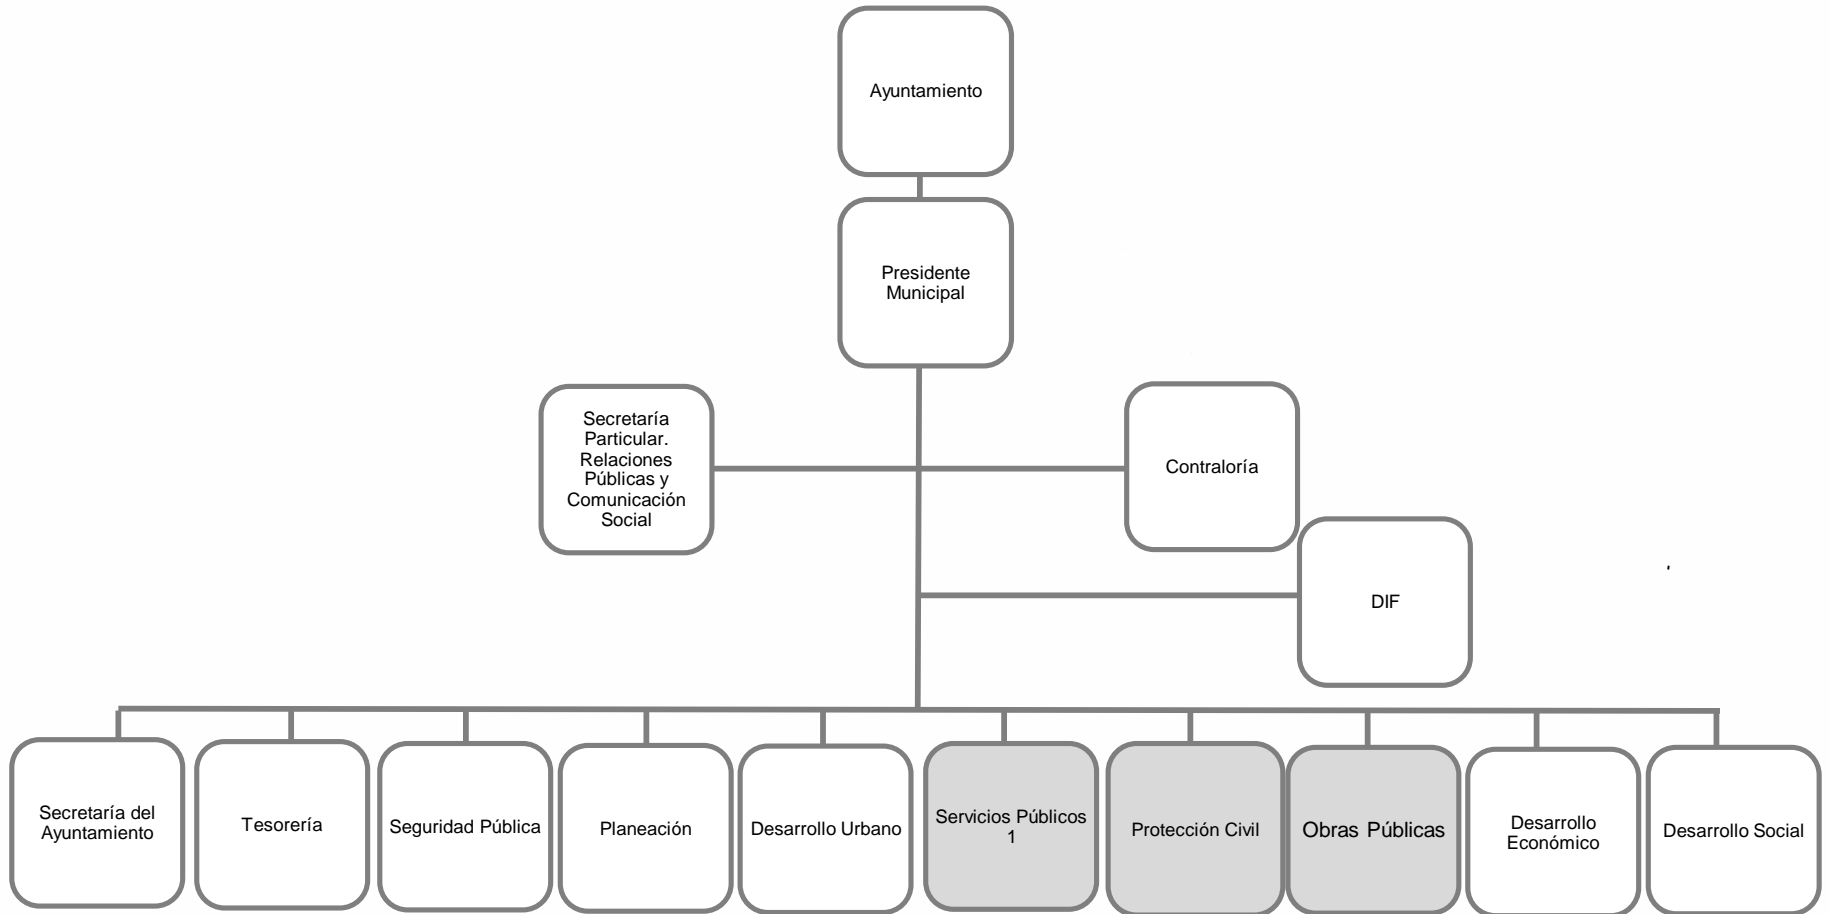 Ayuntamiento
Presidente
Municipal
Secretaría
Particular.
Relaciones
Públicas y
Comunicación
Social
Contraloría
DIF
Secretaría del
Ayuntamiento
Tesorería
Seguridad Pública
Planeación
Desarrollo Urbano
Servicios Públicos
1
Protección Civil
Obras Públicas
Desarrollo
Económico
Desarrollo Social